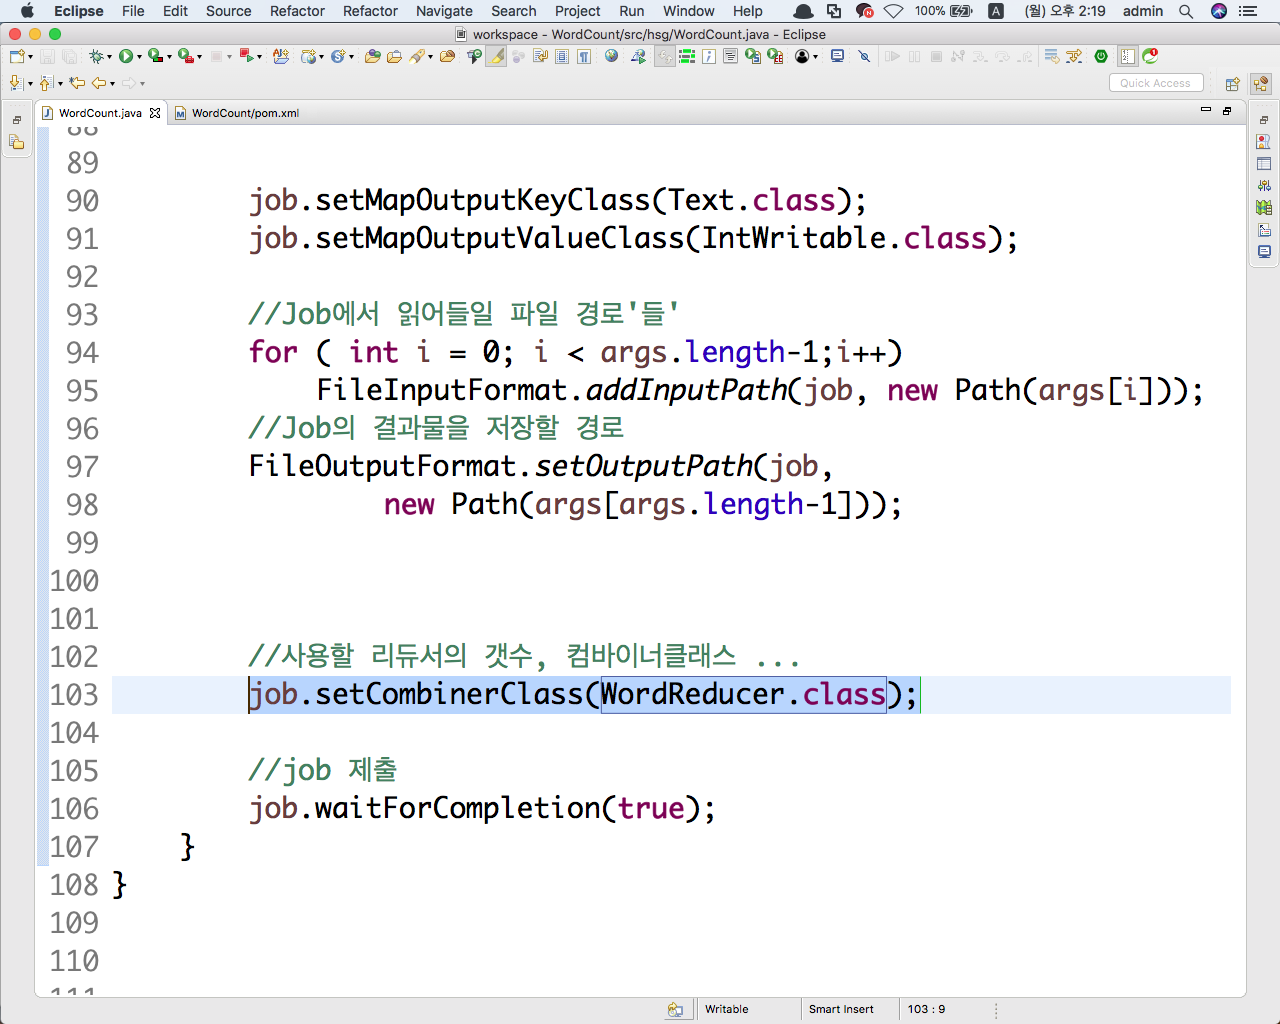 Eclipse File Edit Source Refactor Refactor Navigate Search Project Run Window Help 100% A (월) 오후 2:19 admin
workspace - WordCount/src/hsg/WordCount.java - Eclipse
Quick Access
WordCount.java WordCount/pom.xml
88
89
90 job.setMapOutputKeyClass(Text.class);
91 job.setMapOutputValueClass(IntWritable.class);
92
93 //Job에서 읽어들일 파일 경로'들'
94 for ( int i = 0; i < args.length-1;i++)
95 FileInputFormat.addInputPath(job, new Path(args[i]));
96 //Job의 결과물을 저장할 경로
97 FileOutputFormat.setOutputPath(job,
98 new Path(args[args.length-1]));
99
100
101
102 //사용할 리듀서의 갯수, 컴바이너클래스 ...
103 job.setCombinerClass(WordReducer.class);
104
105 //job 제출
106 job.waitForCompletion(true);
107 }
108 }
109
110
111
Writable Smart Insert 103 : 9